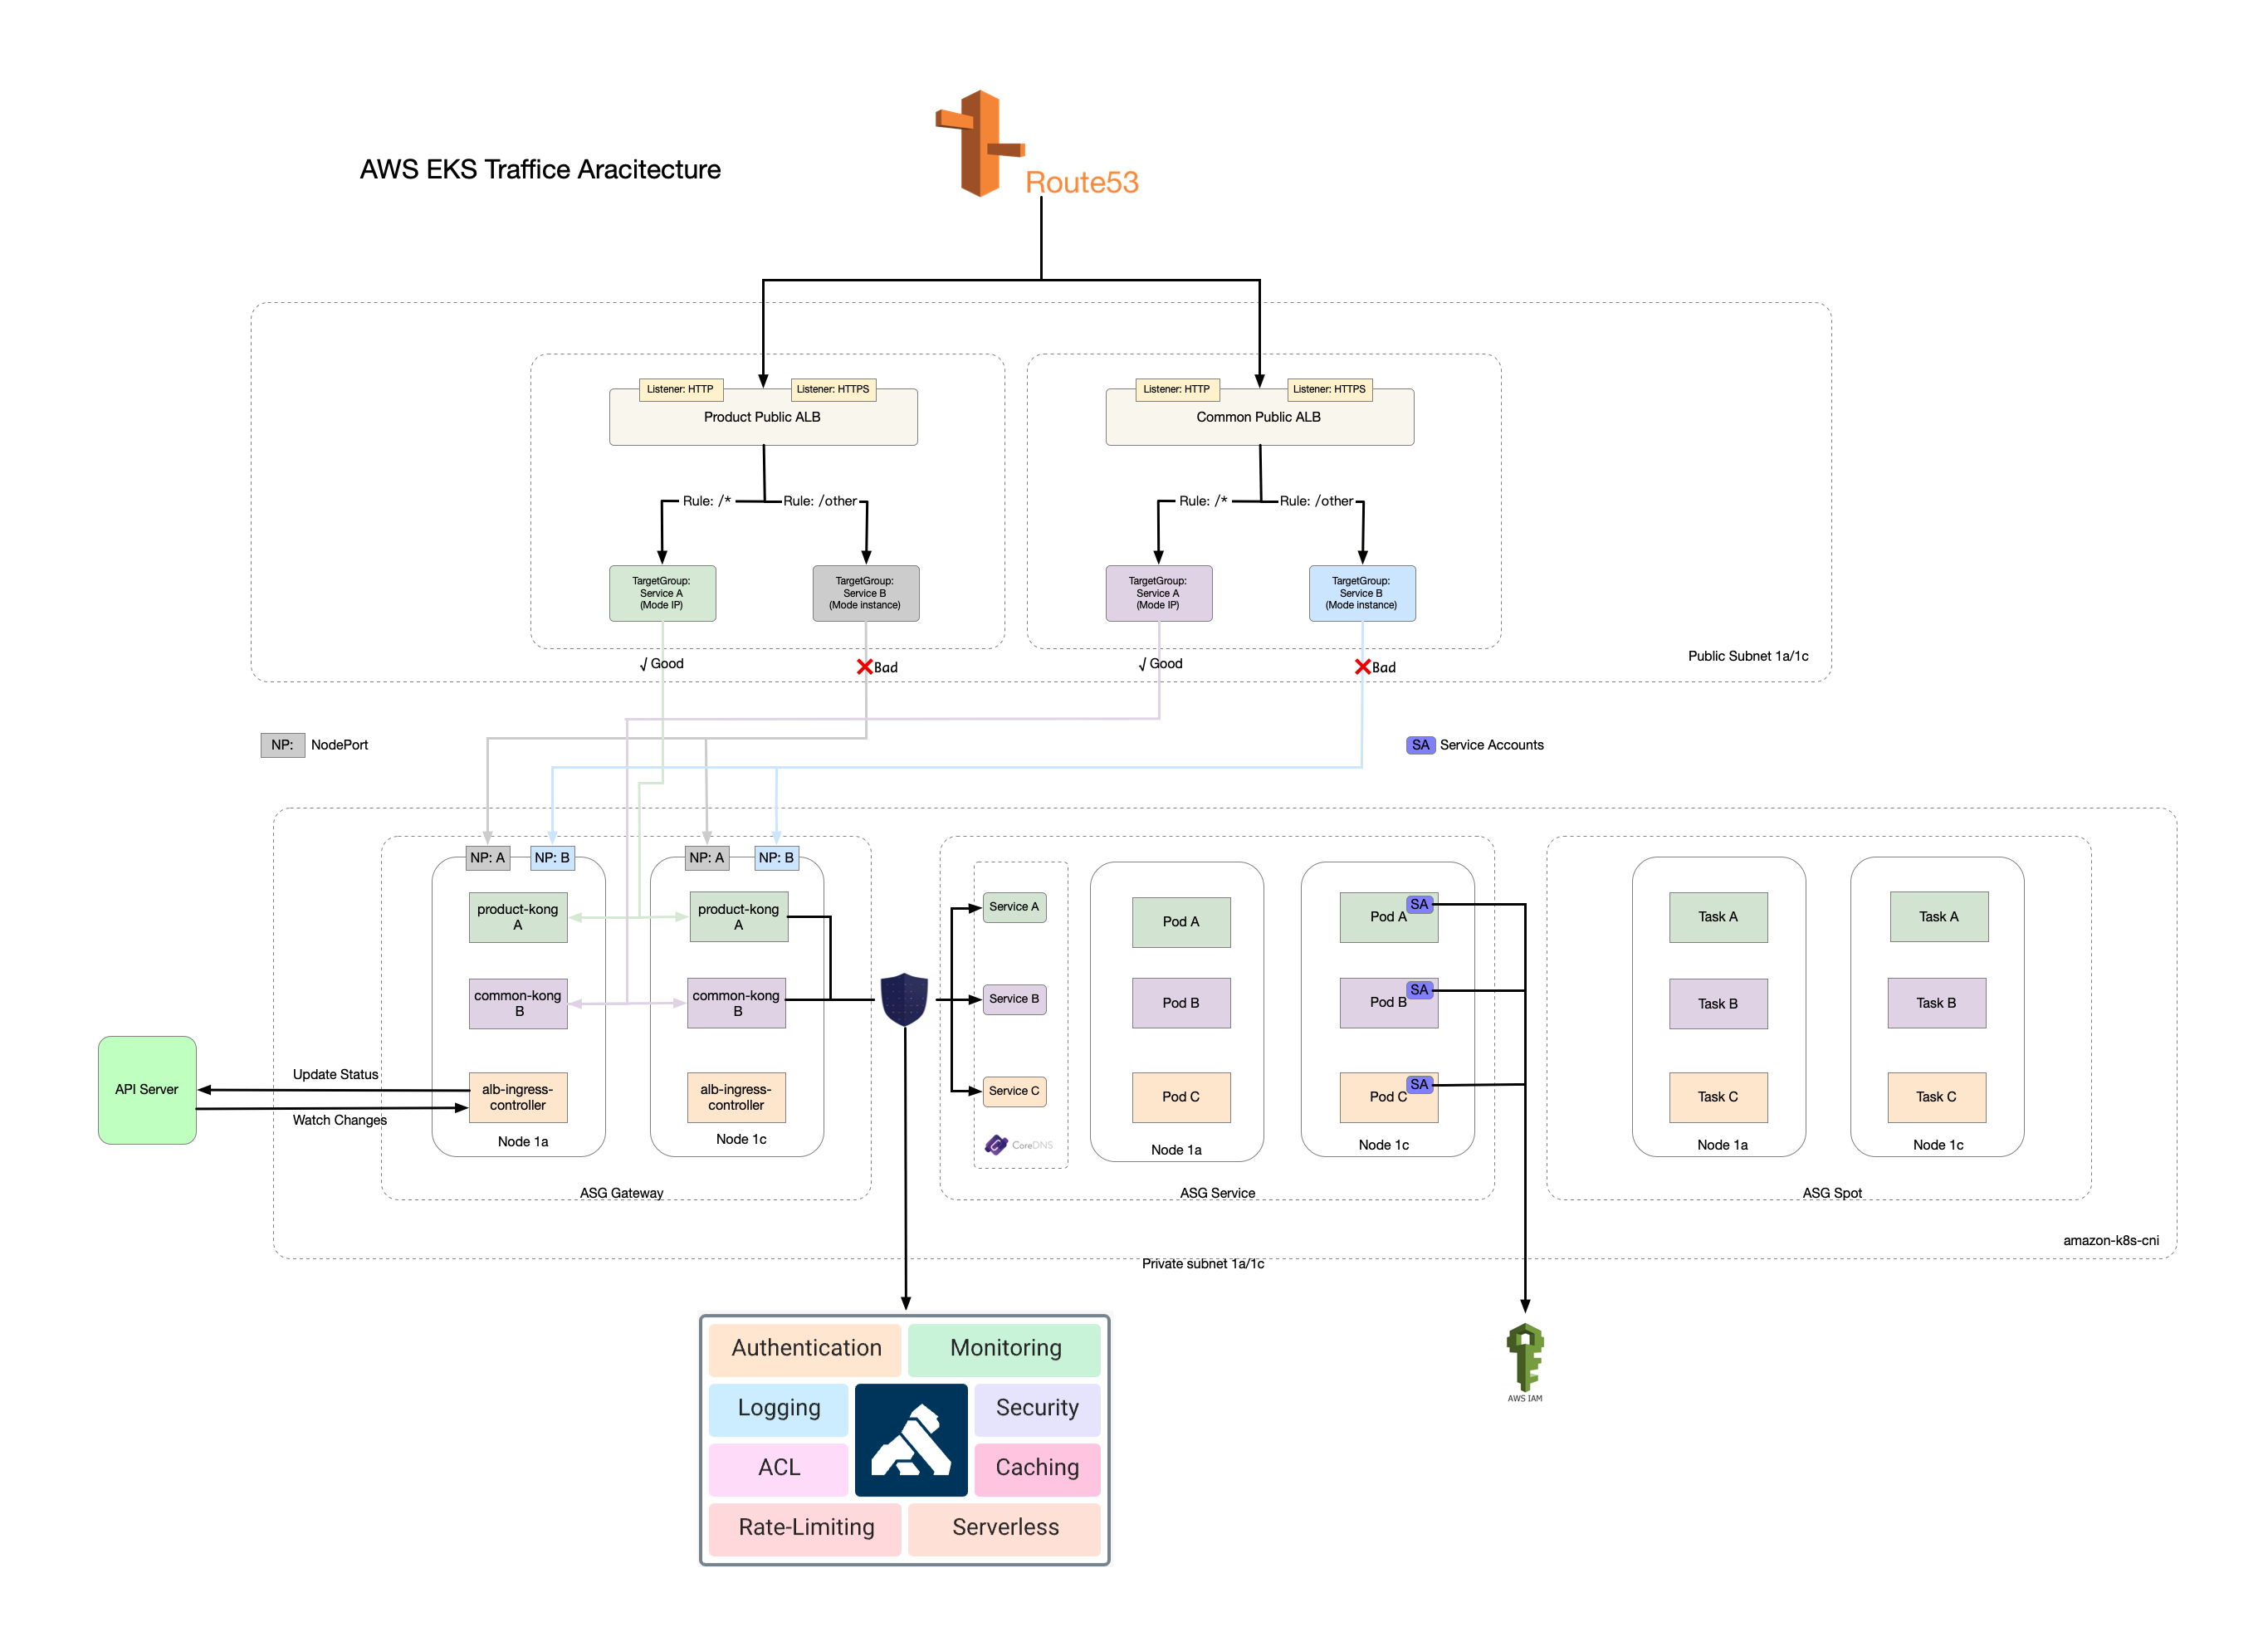 AWS EKS Traffice Aracitecture
Route53
Listener: HTTP
Listener: HTTPS
Product Public ALB
Listener: HTTP
Listener: HTTPS
Common Public ALB
Rule: /*
Rule: /other
Rule: /*
Rule: /other
TargetGroup:
Service A
(Mode IP)
TargetGroup:
Service B
(Mode instance)
TargetGroup:
Service A
(Mode IP)
TargetGroup:
Service B
(Mode instance)
√ Good
❌Bad
√ Good
❌Bad
Public Subnet 1a/1c
NP:
NodePort
SA
Service Accounts
NP: A
NP: B
NP: A
NP: B
product-kong
A
product-kong
A
common-kong
B
common-kong
B
alb-ingress-
controller
alb-ingress-
controller
Node 1a
Node 1c
ASG Gateway
API Server
Update Status
Watch Changes
Service A
Service B
Service C
CoreDNS
Pod A
Pod B
Pod C
Node 1a
Pod A
SA
Pod B
SA
Pod C
SA
Node 1c
ASG Service
Task A
Task B
Task C
Node 1a
Task A
Task B
Task C
Node 1c
ASG Spot
amazon-k8s-cni
Private subnet 1a/1c
Authentication
Monitoring
Logging
Security
ACL
Caching
Rate-Limiting
Serverless
AWS IAM